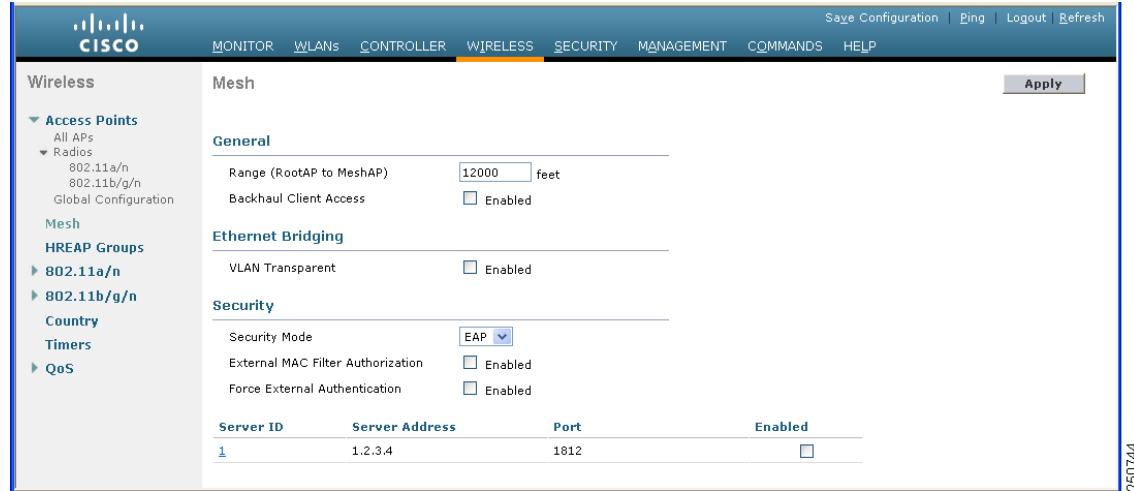 Save Configuration | Ping | Logout | Refresh
CISCO
MONITOR WLANs CONTROLLER WIRELESS SECURITY MANAGEMENT COMMANDS HELP
Wireless
Access Points
All APs
Radios
802.11a/n
802.11b/g/n
Global Configuration
Mesh
HREAP Groups
802.11a/n
802.11b/g/n
Country
Timers
QoS
Mesh
Apply
General
Range (RootAP to MeshAP) 12000 feet
Backhaul Client Access Enabled
Ethernet Bridging
VLAN Transparent Enabled
Security
Security Mode EAP
External MAC Filter Authorization Enabled
Force External Authentication Enabled
Server ID Server Address Port Enabled
1 1.2.3.4 1812
250744